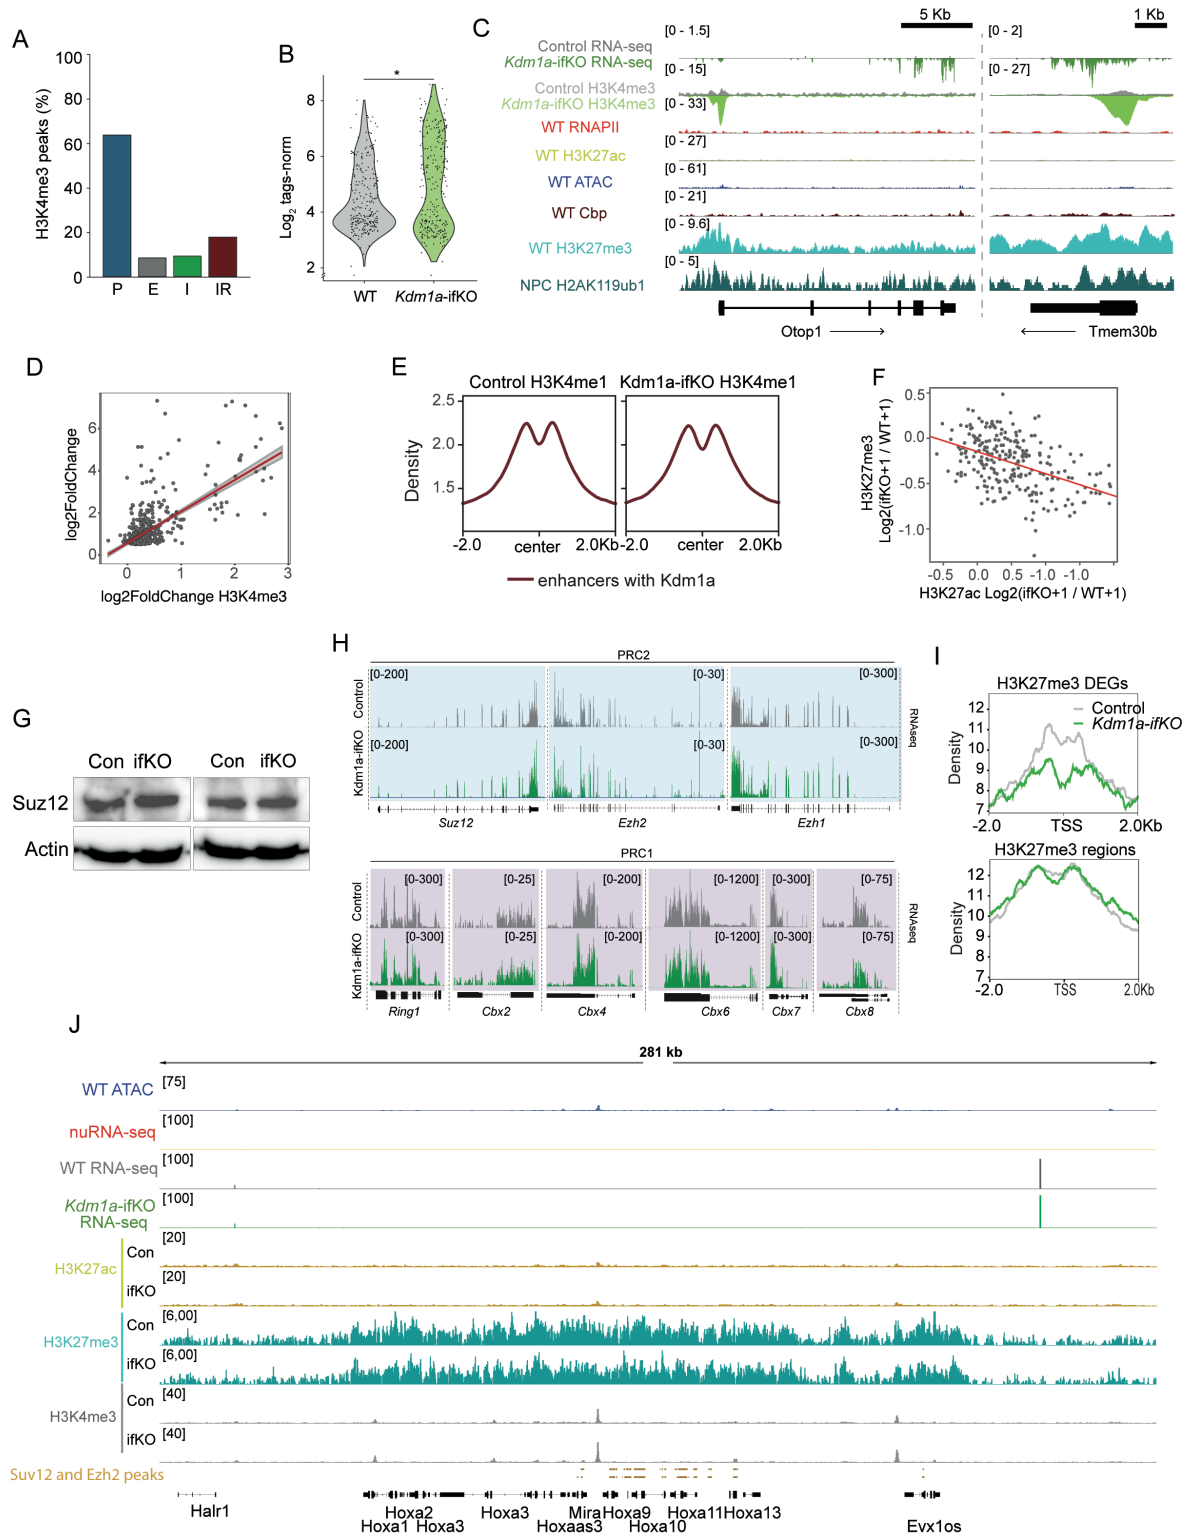 A
H3K4me3 peaks (%)
100
80
60
40
20
0
P E I IR
B
*
Log2 tags-norm
8
6
4
2
WT Kdm1a-ifKO
C
5 Kb
1 Kb
[0 - 1.5]
[0 - 2]
Control RNA-seq
Kdm1a-ifKO RNA-seq
[0 - 15]
[0 - 27]
Control H3K4me3
Kdm1a-ifKO H3K4me3
[0 - 33]
WT RNAPII
[0 - 27]
WT H3K27ac
[0 - 61]
WT ATAC
[0 - 21]
WT Cbp
[0 - 9.6]
WT H3K27me3
[0 - 5]
NPC H2AK119ub1
Otop1
Tmem30b
D
log2FoldChange
6
4
2
0
0 1 2 3
log2FoldChange H3K4me3
E
Control H3K4me1 Kdm1a-ifKO H3K4me1
Density
2.5
2.0
1.5
-2.0 center 2.0Kb -2.0 center 2.0Kb
enhancers with Kdm1a
F
H3K27me3
Log2(ifKO+1 / WT+1)
0.5
0.0
-0.5
-1.0
-0.5 0.0 0.5 -1.0 -1.0
H3K27ac Log2(ifKO+1 / WT+1)
G
Con ifKO Con ifKO
Suz12
Actin
H
PRC2
Control
[0-200] [0-30] [0-300]
Kdm1a-ifKO
[0-200] [0-30] [0-300]
RNAseq
Suz12 Ezh2 Ezh1
PRC1
Control
[0-300] [0-25] [0-200] [0-1200] [0-300] [0-75]
Kdm1a-ifKO
[0-300] [0-25] [0-200] [0-1200] [0-300] [0-75]
RNAseq
Ring1 Cbx2 Cbx4 Cbx6 Cbx7 Cbx8
I
H3K27me3 DEGs
Control
Kdm1a-ifKO
Density
12
11
10
9
8
7
-2.0 TSS 2.0Kb
H3K27me3 regions
Density
12
11
10
9
8
7
-2.0 TSS 2.0Kb
J
281 kb
WT ATAC [75]
nuRNA-seq [100]
WT RNA-seq [100]
Kdm1a-ifKO
RNA-seq
[100]
H3K27ac
Con [20]
ifKO [20]
H3K27me3
Con [6,00]
ifKO [6,00]
H3K4me3
Con [40]
ifKO [40]
Suv12 and Ezh2 peaks
Halr1 Hoxa2 Hoxa3 Mira Hoxa9 Hoxa11 Hoxa13
Hoxa1 Hoxa3 Hoxaas3 Hoxa10 Evx1os